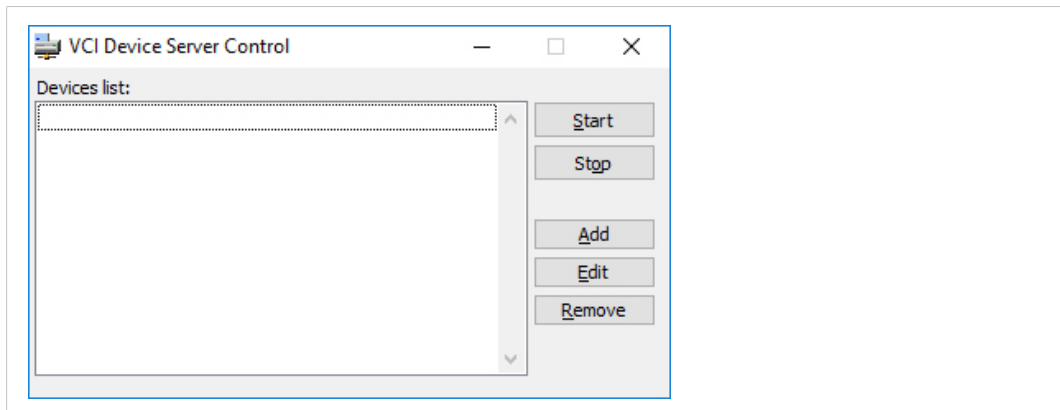 VCI Device Server Control
Devices list:
Start
Stop
Add
Edit
Remove